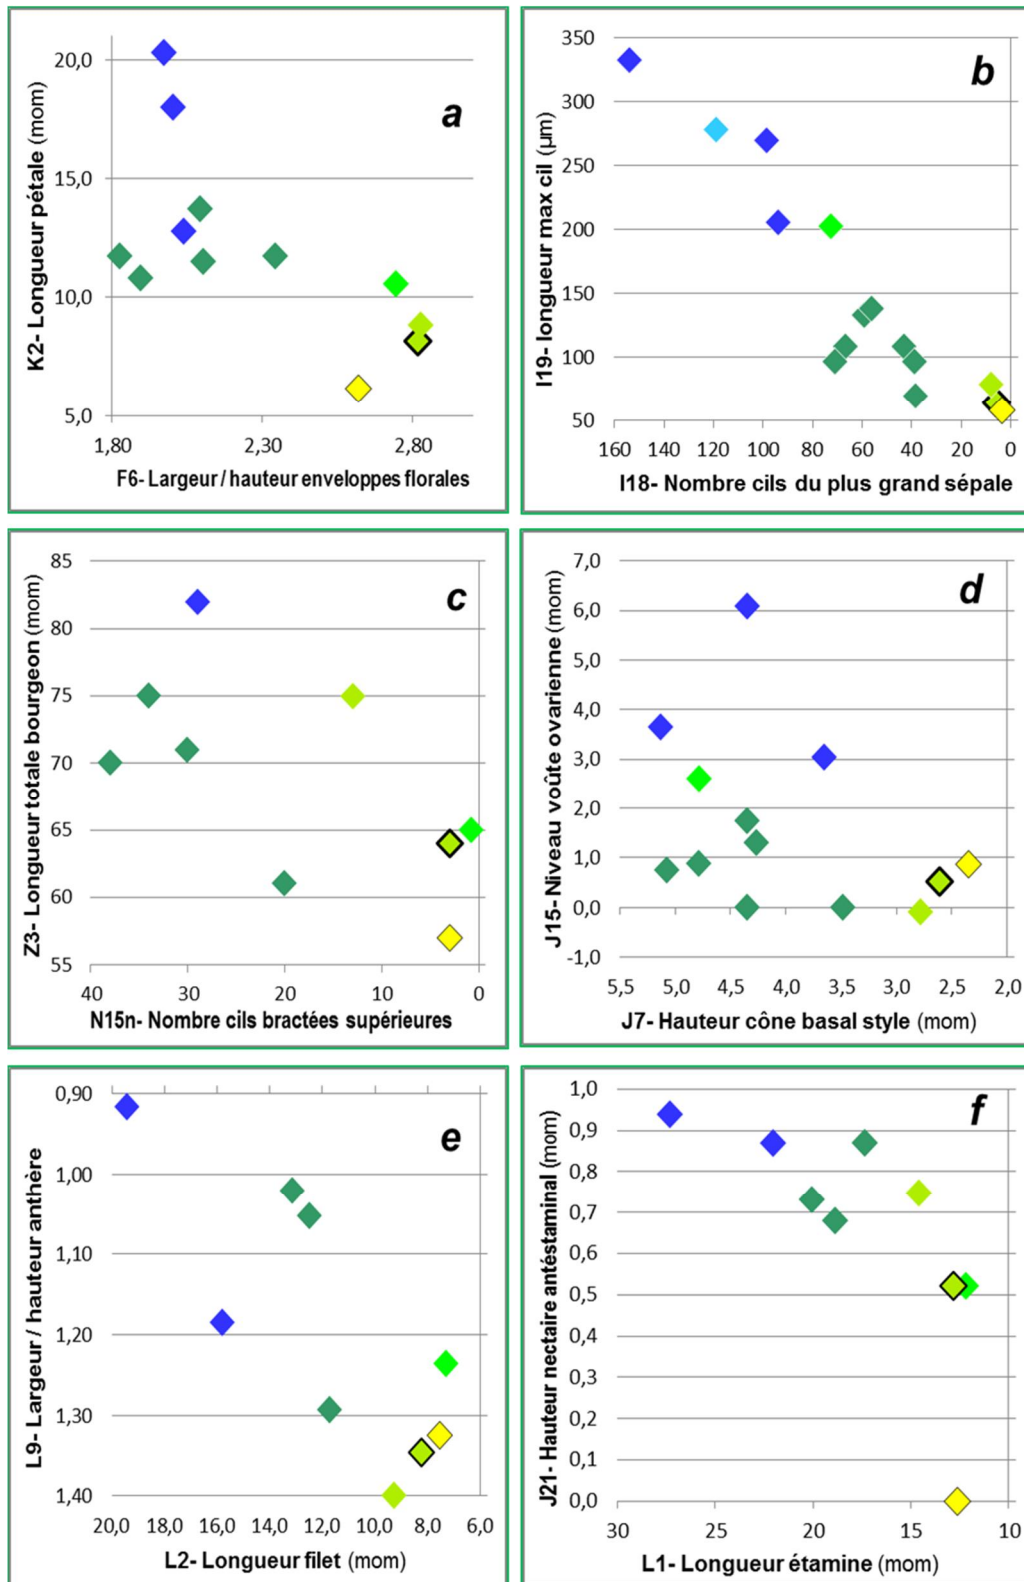 a
K2- Longueur pétale (mom)
20,0
15,0
10,0
5,0
1,80 2,30 2,80
F6- Largeur / hauteur enveloppes florales
b
I19- longueur max cil (µm)
350
300
250
200
150
100
50
160 140 120 100 80 60 40 20 0
I18- Nombre cils du plus grand sépale
c
Z3- Longueur totale bourgeon (mom)
85
80
75
70
65
60
55
40 30 20 10 0
N15n- Nombre cils bractées supérieures
d
J15- Niveau voûte ovarienne (mom)
7,0
6,0
5,0
4,0
3,0
2,0
1,0
0,0
-1,0
5,5 5,0 4,5 4,0 3,5 3,0 2,5 2,0
J7- Hauteur cône basal style (mom)
e
L9- Largeur / hauteur anthère
0,90
1,00
1,10
1,20
1,30
1,40
20,0 18,0 16,0 14,0 12,0 10,0 8,0 6,0
L2- Longueur filet (mom)
f
J21- Hauteur nectaire antéstaminal (mom)
1,0
0,9
0,8
0,7
0,6
0,5
0,4
0,3
0,2
0,1
0,0
30 25 20 15 10
L1- Longueur étamine (mom)